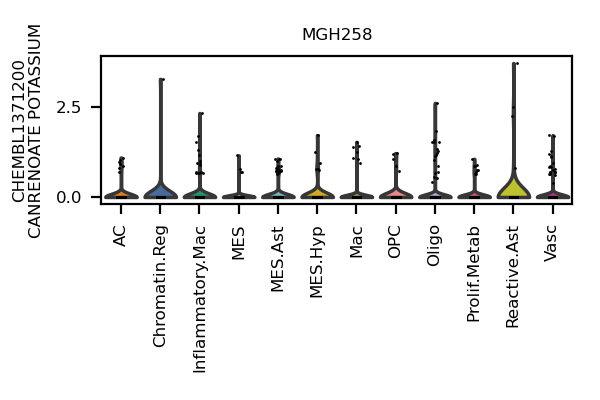 MGH258
CHEMBL1371200
CANRENOATE POTASSIUM
2.5
0.0
AC
Chromatin.Reg
Inflammatory.Mac
MES
MES.Ast
MES.Hyp
Mac
OPC
Oligo
Prolif.Metab
Reactive.Ast
Vasc